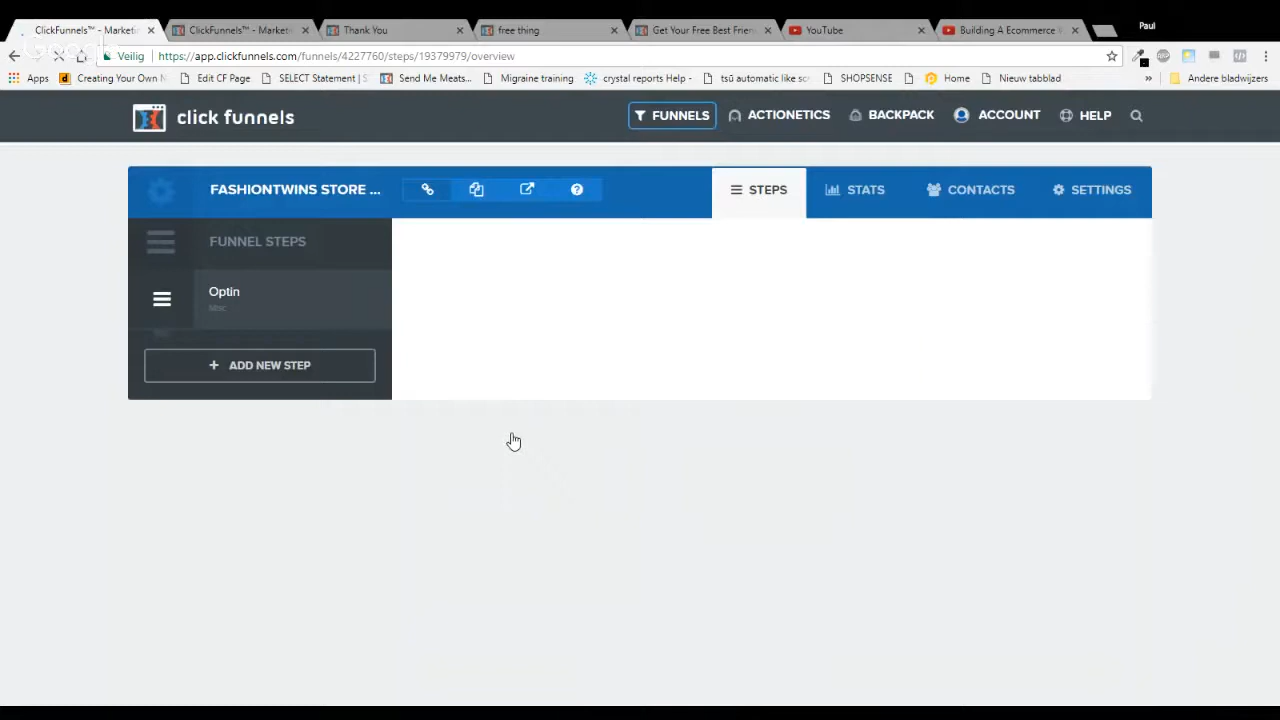 ClickFunnels™ - Market
ClickFunnels™ - Market
Thank You
free thing
Get Your Free Best Frien
YouTube
Building A Ecommerce
Paul
Veilig
https://app.clickfunnels.com/funnels/4227760/steps/19379979/overview
Apps
Creating Your Own N
Edit CF Page
SELECT Statement | S
Send Me Meats...
Migraine training
crystal reports Help -
sü automatic like sc
SHOPSENSE
Home
Nieuw tabblad
»
Andere bladwijzers
click funnels
FUNNELS
ACTIONETICS
BACKPACK
ACCOUNT
HELP
FASHIONTWINS STORE ...
STEPS
STATS
CONTACTS
SETTINGS
FUNNEL STEPS
Optin
+ ADD NEW STEP